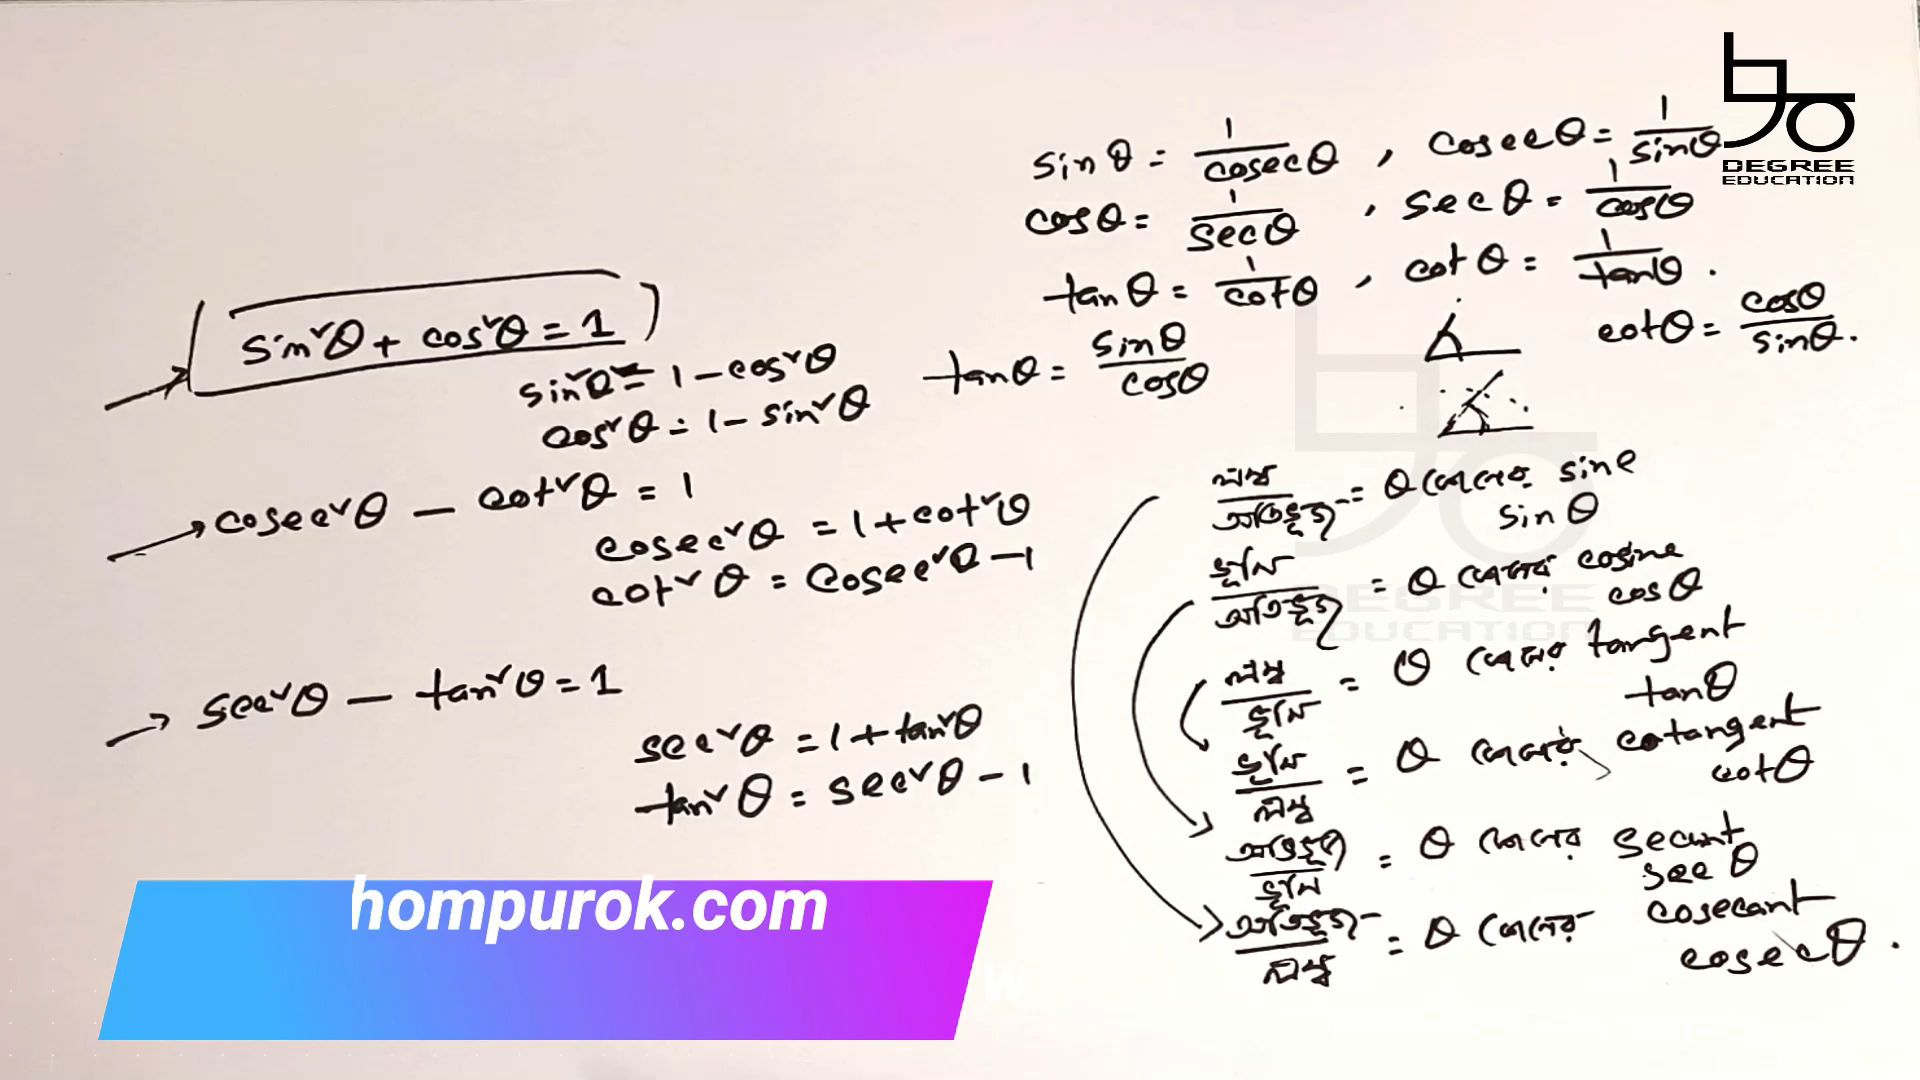 sin²θ + cos²θ = 1
sin²θ = 1 − cos²θ
cos²θ = 1 − sin²θ
cosec²θ − cot²θ = 1
cosec²θ = 1 + cot²θ
cot²θ = cosec²θ − 1
sec²θ − tan²θ = 1
sec²θ = 1 + tan²θ
tan²θ = sec²θ − 1
sinθ = 1/cosecθ , cosecθ = 1/sinθ
cosθ = 1/secθ , secθ = 1/cosθ
tanθ = 1/cotθ , cotθ = 1/tanθ .
tanθ = sinθ/cosθ
cotθ = cosθ/sinθ .
লম্ব/অতিভূজ = θ কোনের sine
sinθ
ভূমি/অতিভূজ = θ কোনের cosine
cosθ
লম্ব/ভূমি = θ কোনের tangent
tanθ
ভূমি/লম্ব = θ কোনের cotangent
cotθ
অতিভূজ/ভূমি = θ কোনের secant
secθ
অতিভূজ/লম্ব = θ কোনের cosecant
cosecθ .
DEGREE
EDUCATION
DEGREE
EDUCATION
hompurok.com
w